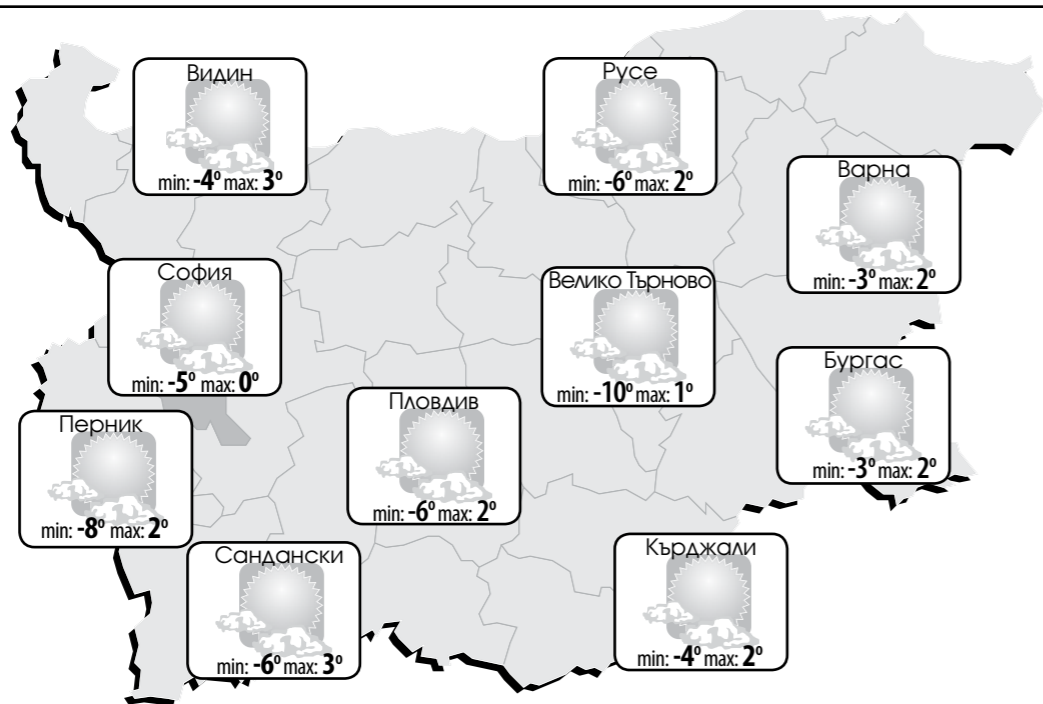 Видин
min: -4° max: 3°
Русе
min: -6° max: 2°
Варна
min: -3° max: 2°
София
min: -5° max: 0°
Велико Търново
min: -10° max: 1°
Бургас
min: -3° max: 2°
Пловдив
min: -6° max: 2°
Перник
min: -8° max: 2°
Сандански
min: -6° max: 3°
Кърджали
min: -4° max: 2°